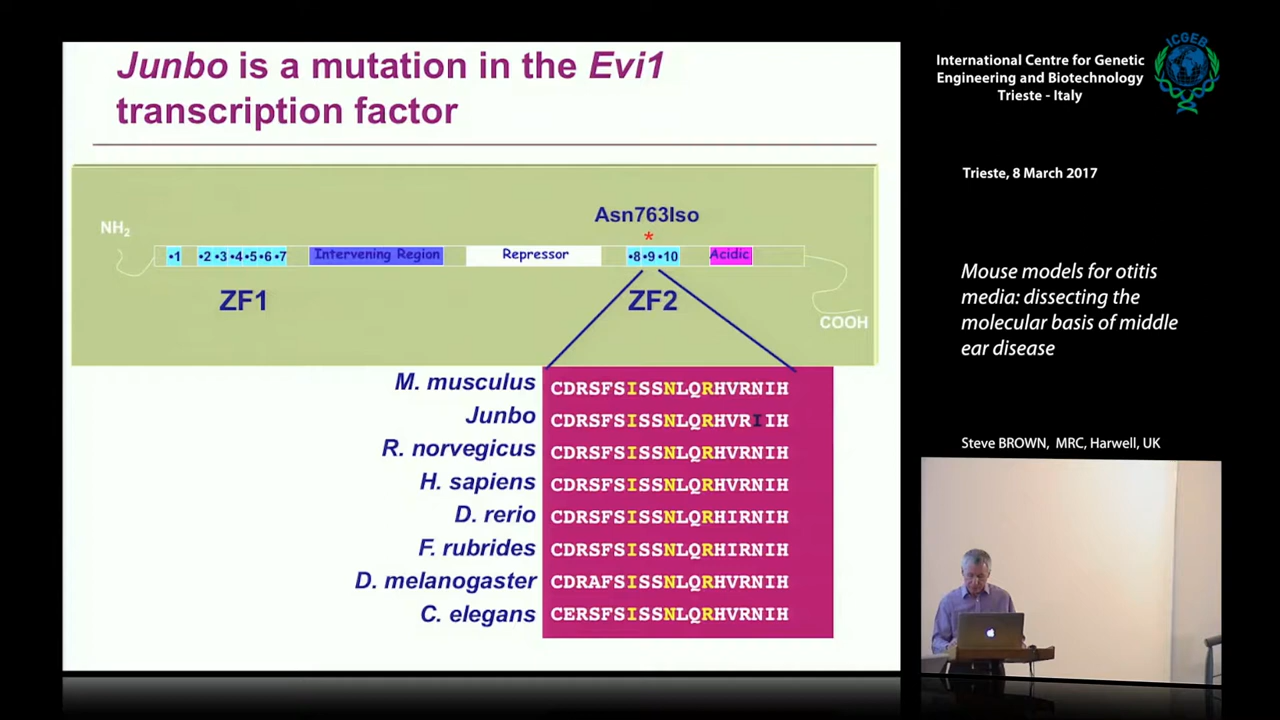 Junbo is a mutation in the Evi1
transcription factor
NH2
Asn763Iso
*
•1 •2 •3 •4 •5 •6 •7 Intervening Region Repressor •8 •9 •10 Acidic
ZF1 ZF2
COOH
M. musculus CDRSFSISSNLQRHVRNIH
Junbo CDRSFSISSNLQRHVRIIH
R. norvegicus CDRSFSISSNLQRHVRNIH
H. sapiens CDRSFSISSNLQRHVRNIH
D. rerio CDRSFSISSNLQRHIRNIH
F. rubrides CDRSFSISSNLQRHIRNIH
D. melanogaster CDRAFSISSNLQRHVRNIH
C. elegans CERSFSISSNLQRHVRNIH
International Centre for Genetic
Engineering and Biotechnology
Trieste - Italy
ICGEB
Trieste, 8 March 2017
Mouse models for otitis
media: dissecting the
molecular basis of middle
ear disease
Steve BROWN, MRC, Harwell, UK